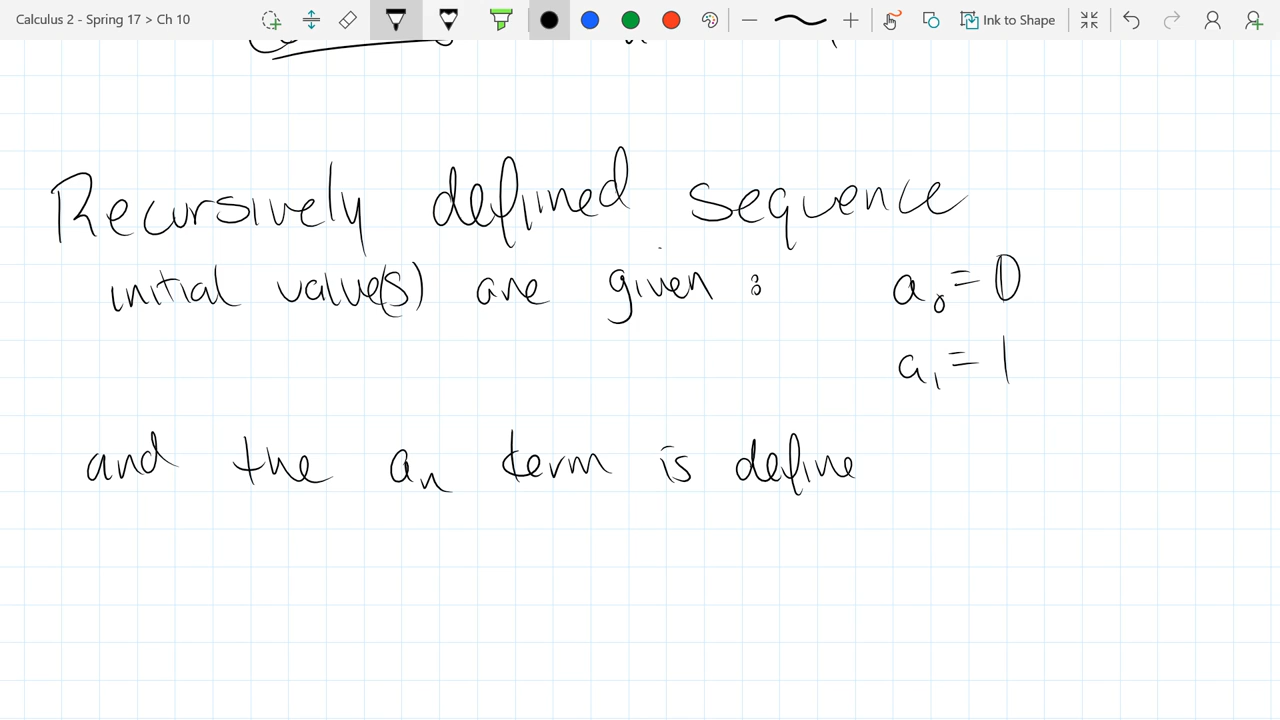 Calculus 2 - Spring 17 > Ch 10
Ink to Shape
Recursively defined sequence
initial value(s) are given : a₀ = 0
a₁ = 1
and the aₙ term is define